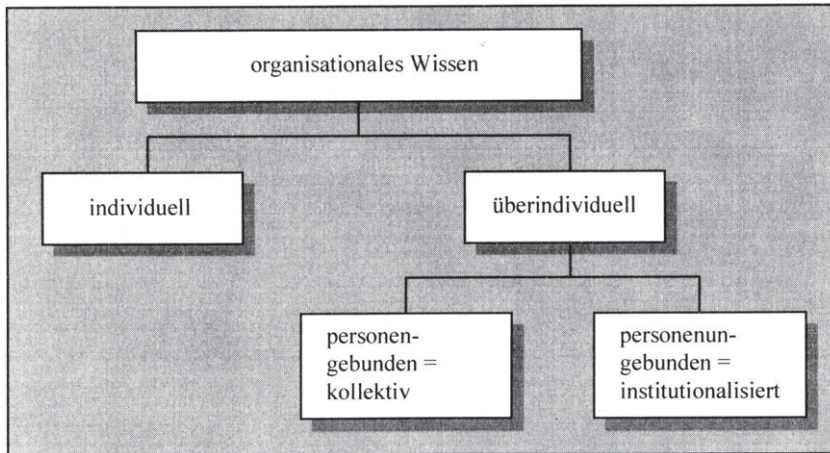 organisationales Wissen
individuell
überindividuell
personen-
gebunden =
kollektiv
personenun-
gebunden =
institutionalisiert